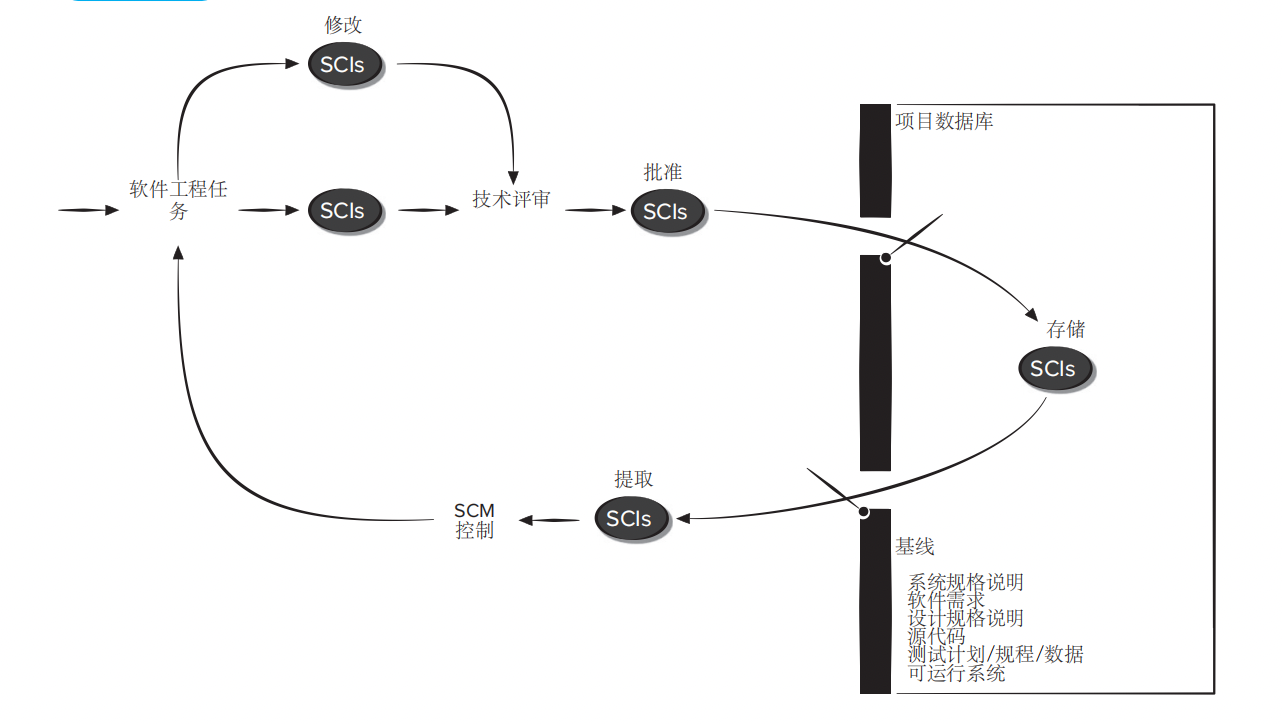 修改
SCIs
项目数据库
批准
软件工程任
务
SCIs
技术评审
SCIs
存储
SCIs
提取
SCIs
SCM
控制
基线
系统规格说明
软件需求
设计规格说明
源代码
测试计划/规程/数据
可运行系统